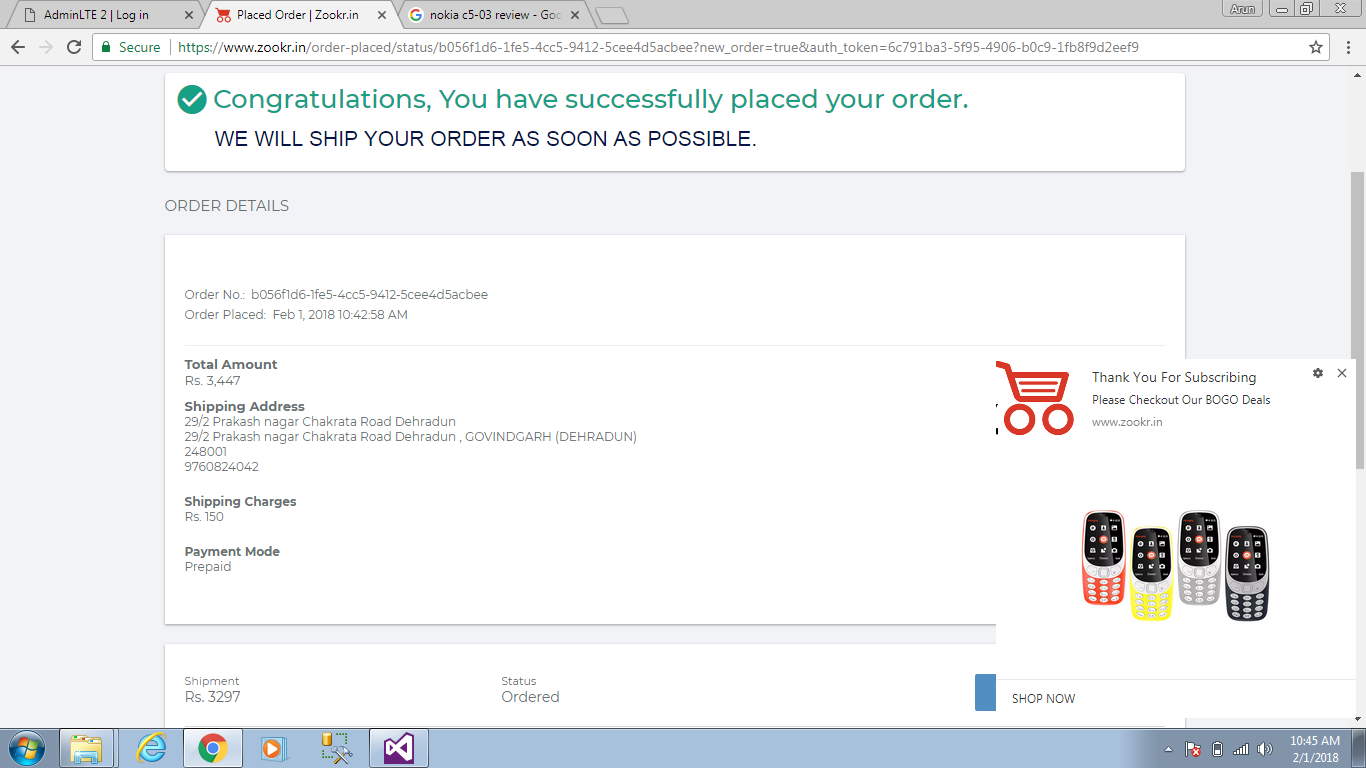 AdminLTE 2 | Log in
Placed Order | Zookr.in
nokia c5-03 review - Goo
Arun
Secure
https://www.zookr.in/order-placed/status/b056f1d6-1fe5-4cc5-9412-5cee4d5acbee?new_order=true&auth_token=6c791ba3-5f95-4906-b0c9-1fb8f9d2eef9
Congratulations, You have successfully placed your order.
WE WILL SHIP YOUR ORDER AS SOON AS POSSIBLE.
ORDER DETAILS
Order No.: b056f1d6-1fe5-4cc5-9412-5cee4d5acbee
Order Placed: Feb 1, 2018 10:42:58 AM
Total Amount
Rs. 3,447
Shipping Address
29/2 Prakash nagar Chakrata Road Dehradun
29/2 Prakash nagar Chakrata Road Dehradun , GOVINDGARH (DEHRADUN)
248001
9760824042
Shipping Charges
Rs. 150
Payment Mode
Prepaid
Thank You For Subscribing
Please Checkout Our BOGO Deals
www.zookr.in
SHOP NOW
Shipment
Rs. 3297
Status
Ordered
10:45 AM
2/1/2018